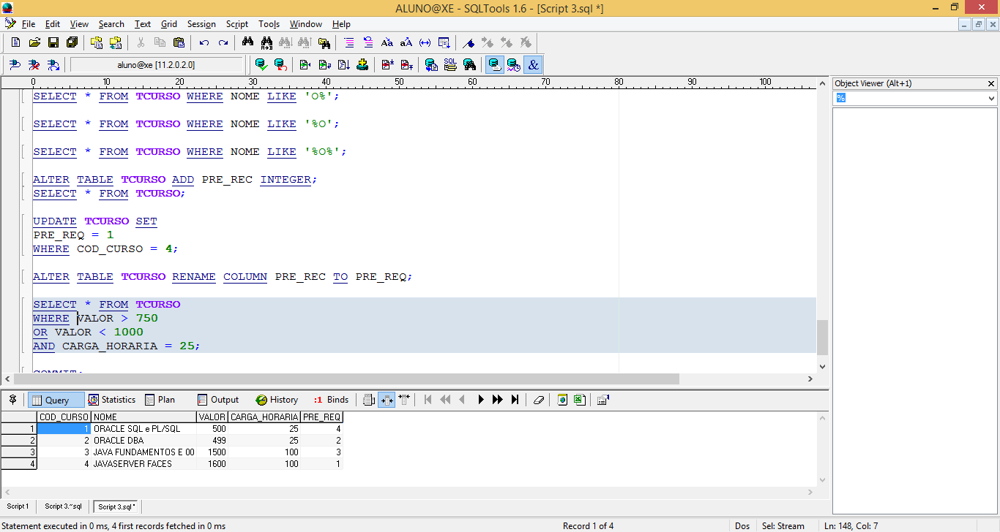 ALUNO@XE - SQLTools 1.6 - [Script 3.sql *]
File Edit View Search Text Grid Session Script Tools Window Help
aluno@xe [11.2.0.2.0]
0 10 20 30 40 50 60 70 80 90 100
Object Viewer (Alt+1)
%
SELECT * FROM TCURSO WHERE NOME LIKE 'O%';
SELECT * FROM TCURSO WHERE NOME LIKE '%O';
SELECT * FROM TCURSO WHERE NOME LIKE '%O%';
ALTER TABLE TCURSO ADD PRE_REC INTEGER;
SELECT * FROM TCURSO;
UPDATE TCURSO SET
PRE_REQ = 1
WHERE COD_CURSO = 4;
ALTER TABLE TCURSO RENAME COLUMN PRE_REC TO PRE_REQ;
SELECT * FROM TCURSO
WHERE VALOR > 750
OR VALOR < 1000
AND CARGA_HORARIA = 25;
COMMIT;
Query Statistics Plan Output History :1 Binds
COD_CURSO NOME VALOR CARGA_HORARIA PRE_REQ
1 1 ORACLE SQL e PL/SQL 500 25 4
2 2 ORACLE DBA 499 25 2
3 3 JAVA FUNDAMENTOS E OO 1500 100 3
4 4 JAVASERVER FACES 1600 100 1
Script 1 Script 3.~sql Script 3.sql*
Statement executed in 0 ms, 4 first records fetched in 0 ms Record 1 of 4 Dos Sel: Stream Ln: 148, Col: 7